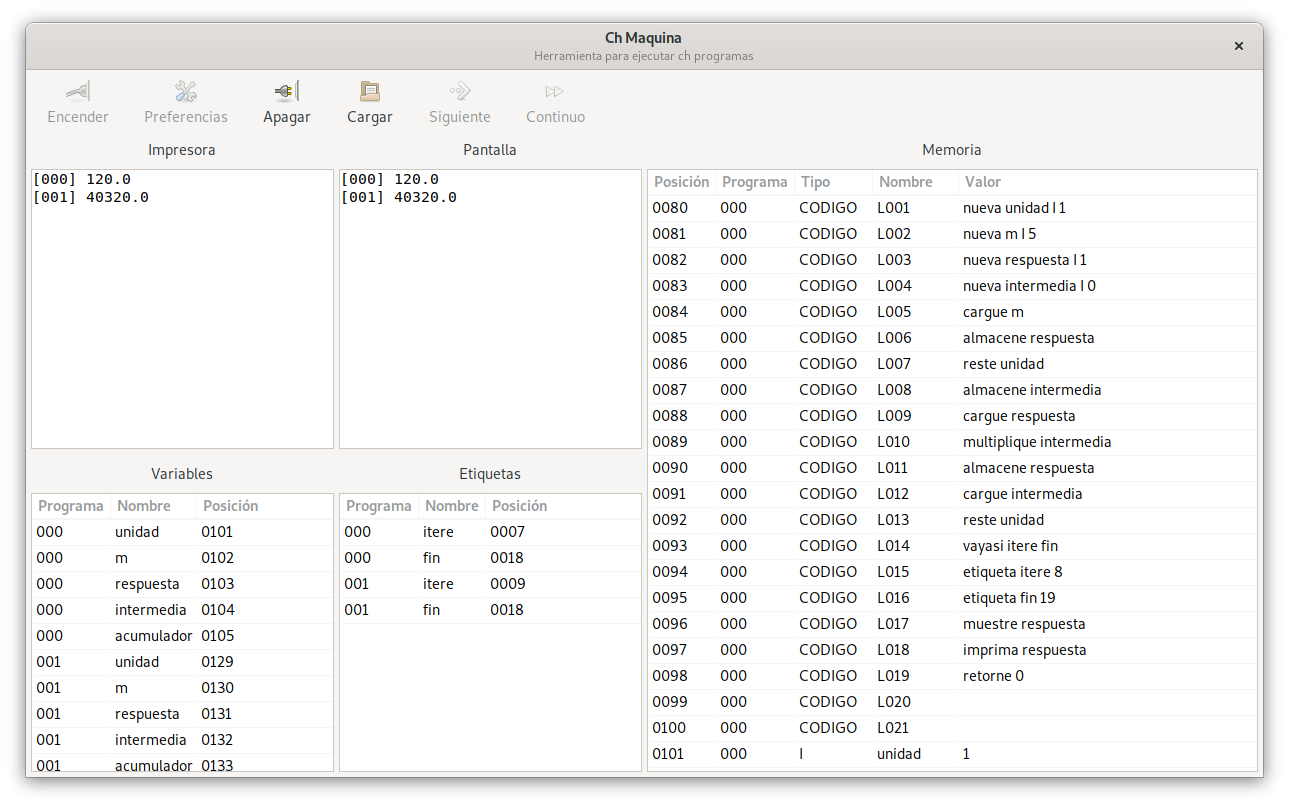 Ch Maquina
Herramienta para ejecutar ch programas
Encender Preferencias Apagar Cargar Siguiente Continuo
Impresora
[000] 120.0
[001] 40320.0
Pantalla
[000] 120.0
[001] 40320.0
Variables
Programa Nombre Posición
000 unidad 0101
000 m 0102
000 respuesta 0103
000 intermedia 0104
000 acumulador 0105
001 unidad 0129
001 m 0130
001 respuesta 0131
001 intermedia 0132
001 acumulador 0133
Etiquetas
Programa Nombre Posición
000 itere 0007
000 fin 0018
001 itere 0009
001 fin 0018
Memoria
Posición Programa Tipo Nombre Valor
0080 000 CODIGO L001 nueva unidad I 1
0081 000 CODIGO L002 nueva m I 5
0082 000 CODIGO L003 nueva respuesta I 1
0083 000 CODIGO L004 nueva intermedia I 0
0084 000 CODIGO L005 cargue m
0085 000 CODIGO L006 almacene respuesta
0086 000 CODIGO L007 reste unidad
0087 000 CODIGO L008 almacene intermedia
0088 000 CODIGO L009 cargue respuesta
0089 000 CODIGO L010 multiplique intermedia
0090 000 CODIGO L011 almacene respuesta
0091 000 CODIGO L012 cargue intermedia
0092 000 CODIGO L013 reste unidad
0093 000 CODIGO L014 vayasi itere fin
0094 000 CODIGO L015 etiqueta itere 8
0095 000 CODIGO L016 etiqueta fin 19
0096 000 CODIGO L017 muestre respuesta
0097 000 CODIGO L018 imprima respuesta
0098 000 CODIGO L019 retorne 0
0099 000 CODIGO L020
0100 000 CODIGO L021
0101 000 I unidad 1